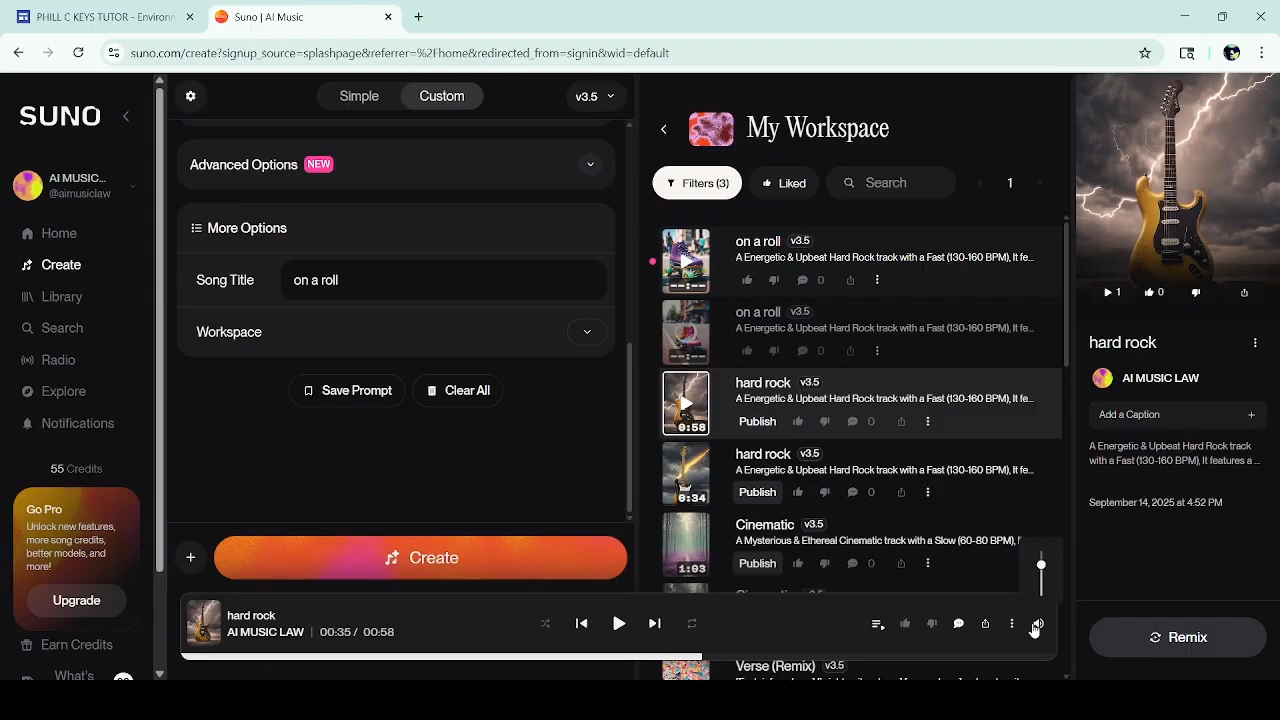 PHILL C KEYS TUTOR - Environ
Suno | AI Music
suno.com/create?signup_source=splashpage&referrer=%2Fhome&redirected_from=signin&wid=default
SUNO
AI MUSIC...
@aimusiclaw
Home
Create
Library
Search
Radio
Explore
Notifications
55 Credits
Go Pro
Unlock new features,
more song credits,
better models, and
more!
Upgrade
Earn Credits
What's
Simple
Custom
v3.5
Advanced Options NEW
More Options
Song Title on a roll
Workspace
Save Prompt
Clear All
Create
My Workspace
Filters (3)
Liked
Search
1
on a roll v3.5
A Energetic & Upbeat Hard Rock track with a Fast (130-160 BPM), It fe...
0
on a roll v3.5
A Energetic & Upbeat Hard Rock track with a Fast (130-160 BPM), It fe...
0
hard rock v3.5
A Energetic & Upbeat Hard Rock track with a Fast (130-160 BPM), It fe...
0:58
Publish 0
hard rock v3.5
A Energetic & Upbeat Hard Rock track with a Fast (130-160 BPM), It fe...
0:34
Publish 0
Cinematic v3.5
A Mysterious & Ethereal Cinematic track with a Slow (60-80 BPM),
1:03
Publish 0
Verse (Remix) v3.5
hard rock
AI MUSIC LAW | 00:35 / 00:58
1
0
hard rock
AI MUSIC LAW
Add a Caption
A Energetic & Upbeat Hard Rock
track with a Fast (130-160 BPM), It features a ...
September 14, 2025 at 4:52 PM
Remix